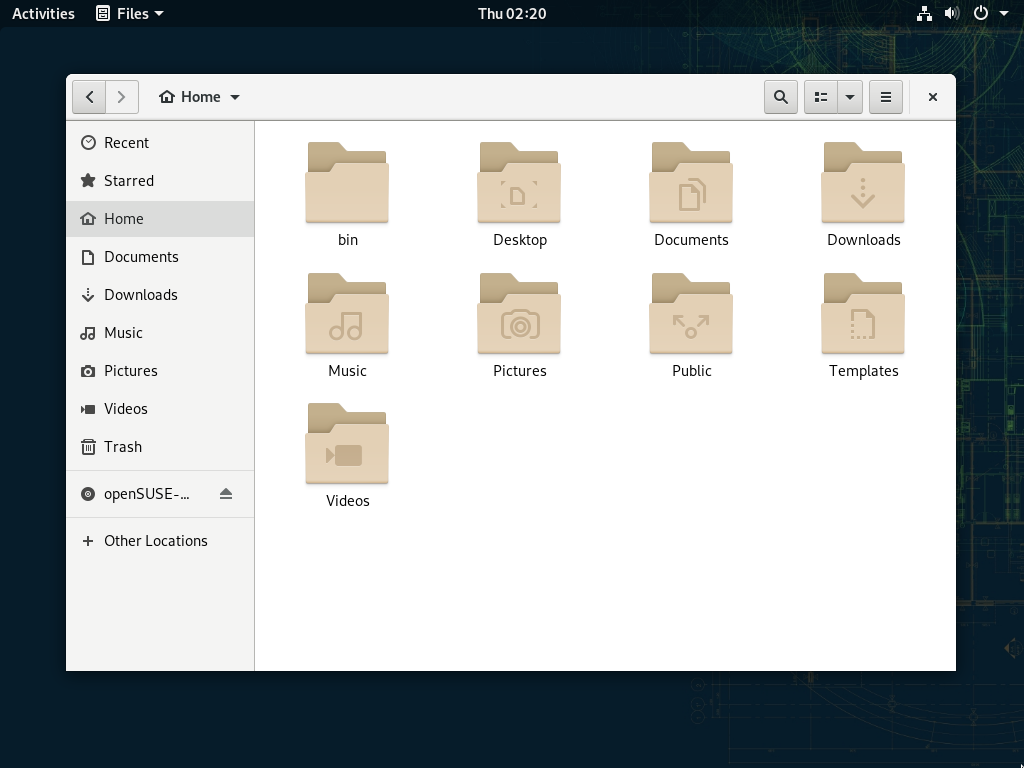 Activities Files Thu 02:20
Home
Recent
Starred
Home
Documents
Downloads
Music
Pictures
Videos
Trash
openSUSE-...
Other Locations
bin Desktop Documents Downloads
Music Pictures Public Templates
Videos